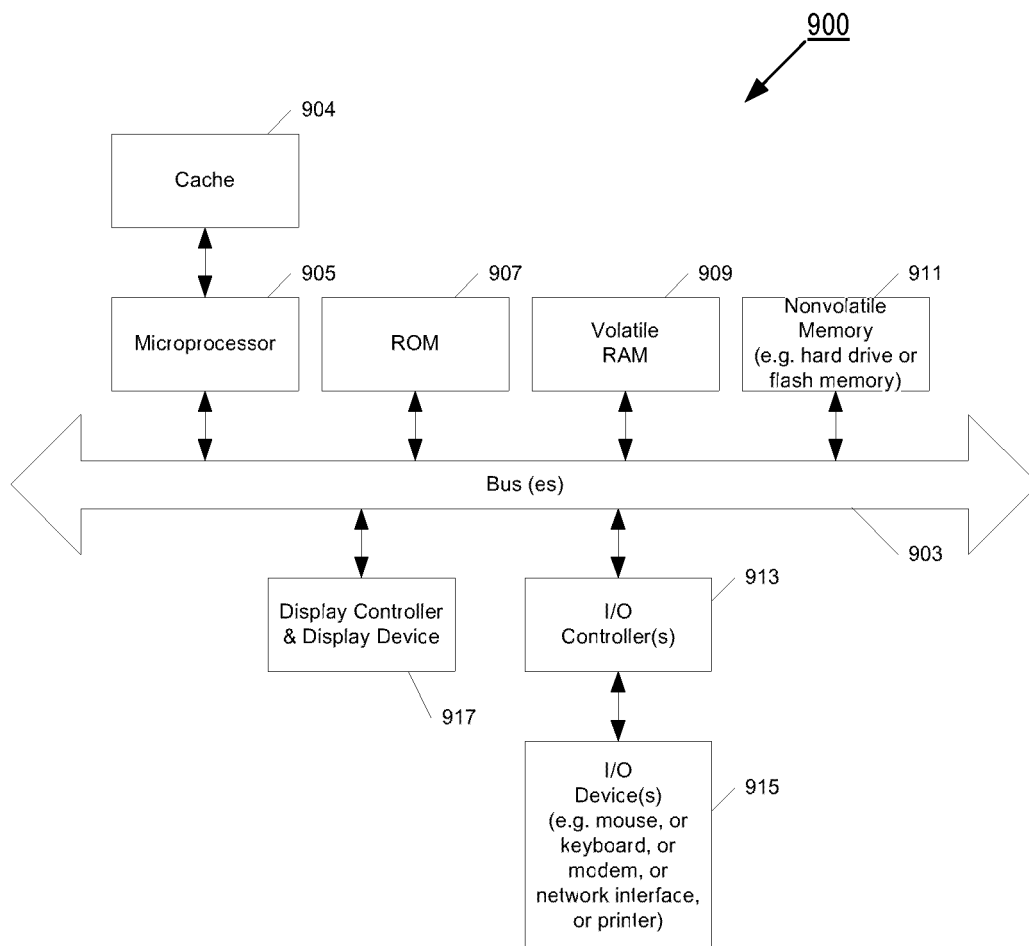 900
904
Cache
905
907
909
911
Microprocessor
ROM
Volatile
RAM
Nonvolatile
Memory
(e.g. hard drive or
flash memory)
Bus (es)
903
913
Display Controller
& Display Device
I/O
Controller(s)
917
915
I/O
Device(s)
(e.g. mouse, or
keyboard, or
modem, or
network interface,
or printer)